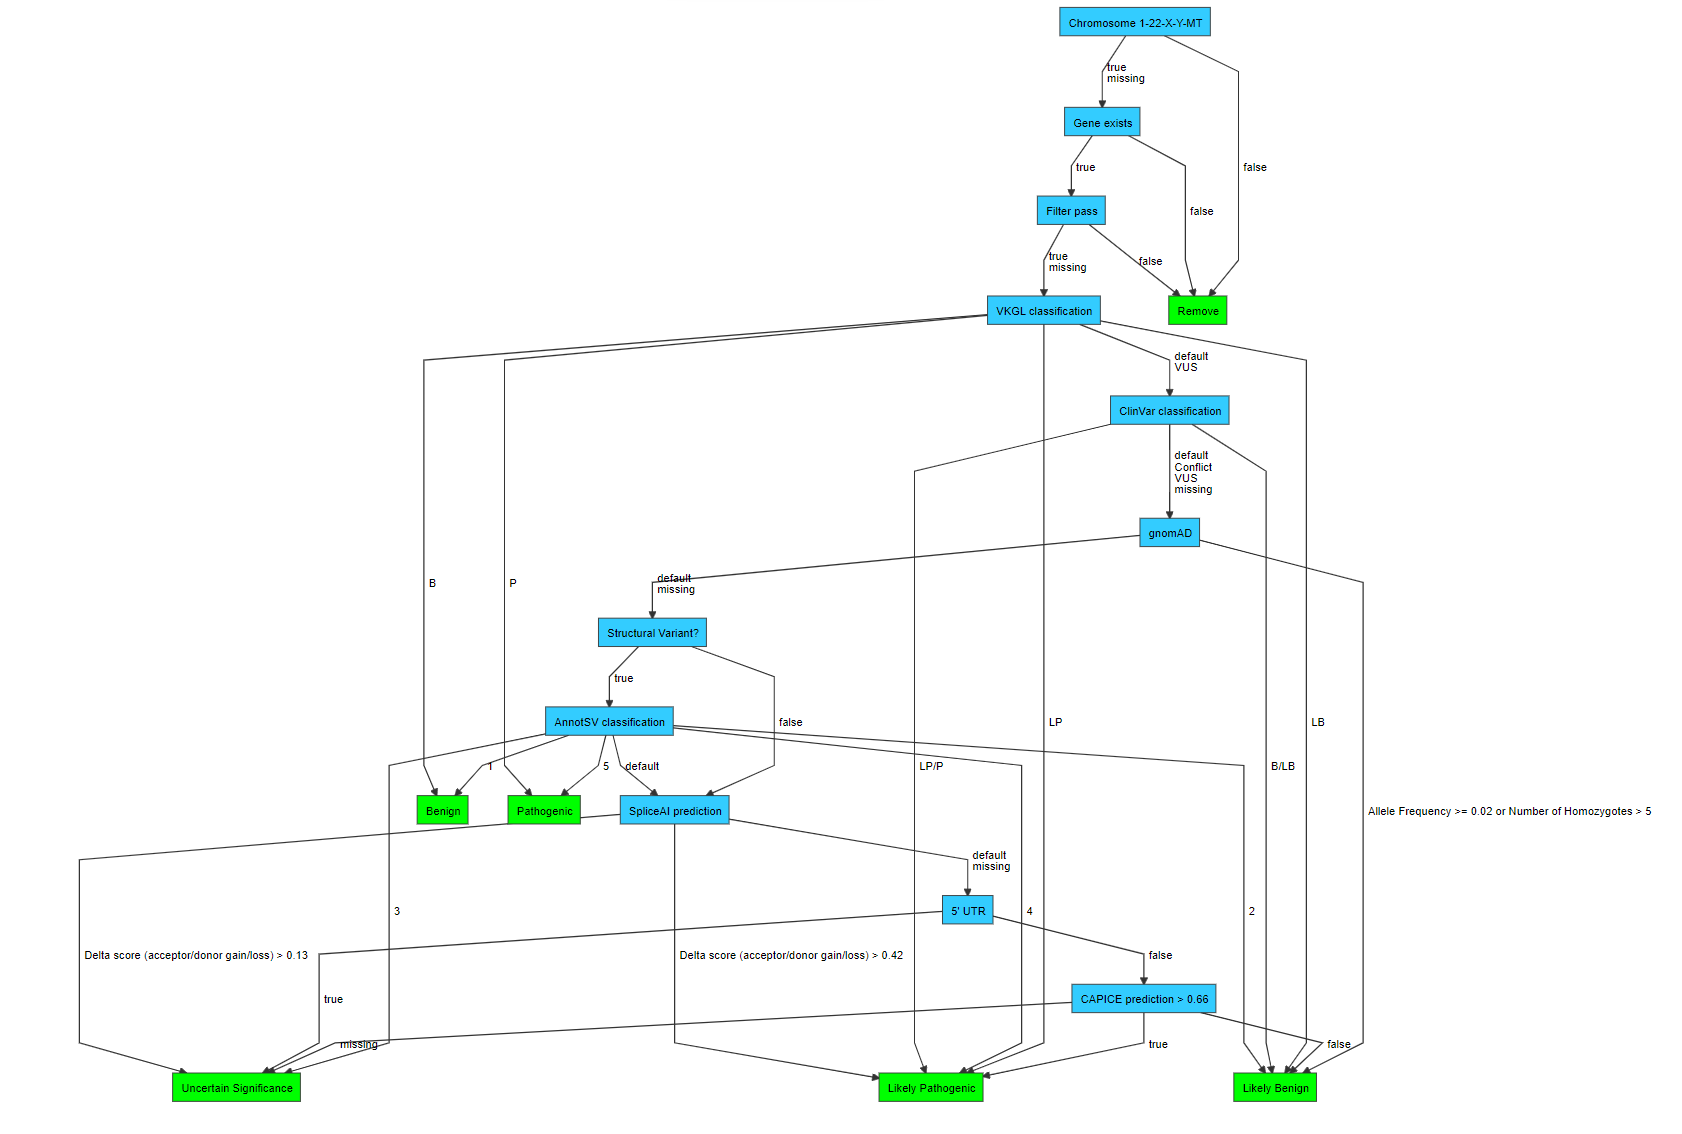 Chromosome 1-22-X-Y-MT
true
missing
Gene exists
true
false
false
Filter pass
true
missing
false
VKGL classification
Remove
default
VUS
ClinVar classification
default
Conflict
VUS
missing
gnomAD
B
P
default
missing
Structural Variant?
true
AnnotSV classification
false
LP
LB
1
5
default
LP/P
B/LB
Benign
Pathogenic
SpliceAI prediction
Allele Frequency >= 0.02 or Number of Homozygotes > 5
default
missing
3
5' UTR
4
2
Delta score (acceptor/donor gain/loss) > 0.13
Delta score (acceptor/donor gain/loss) > 0.42
false
true
CAPICE prediction > 0.66
missing
true
false
Uncertain Significance
Likely Pathogenic
Likely Benign